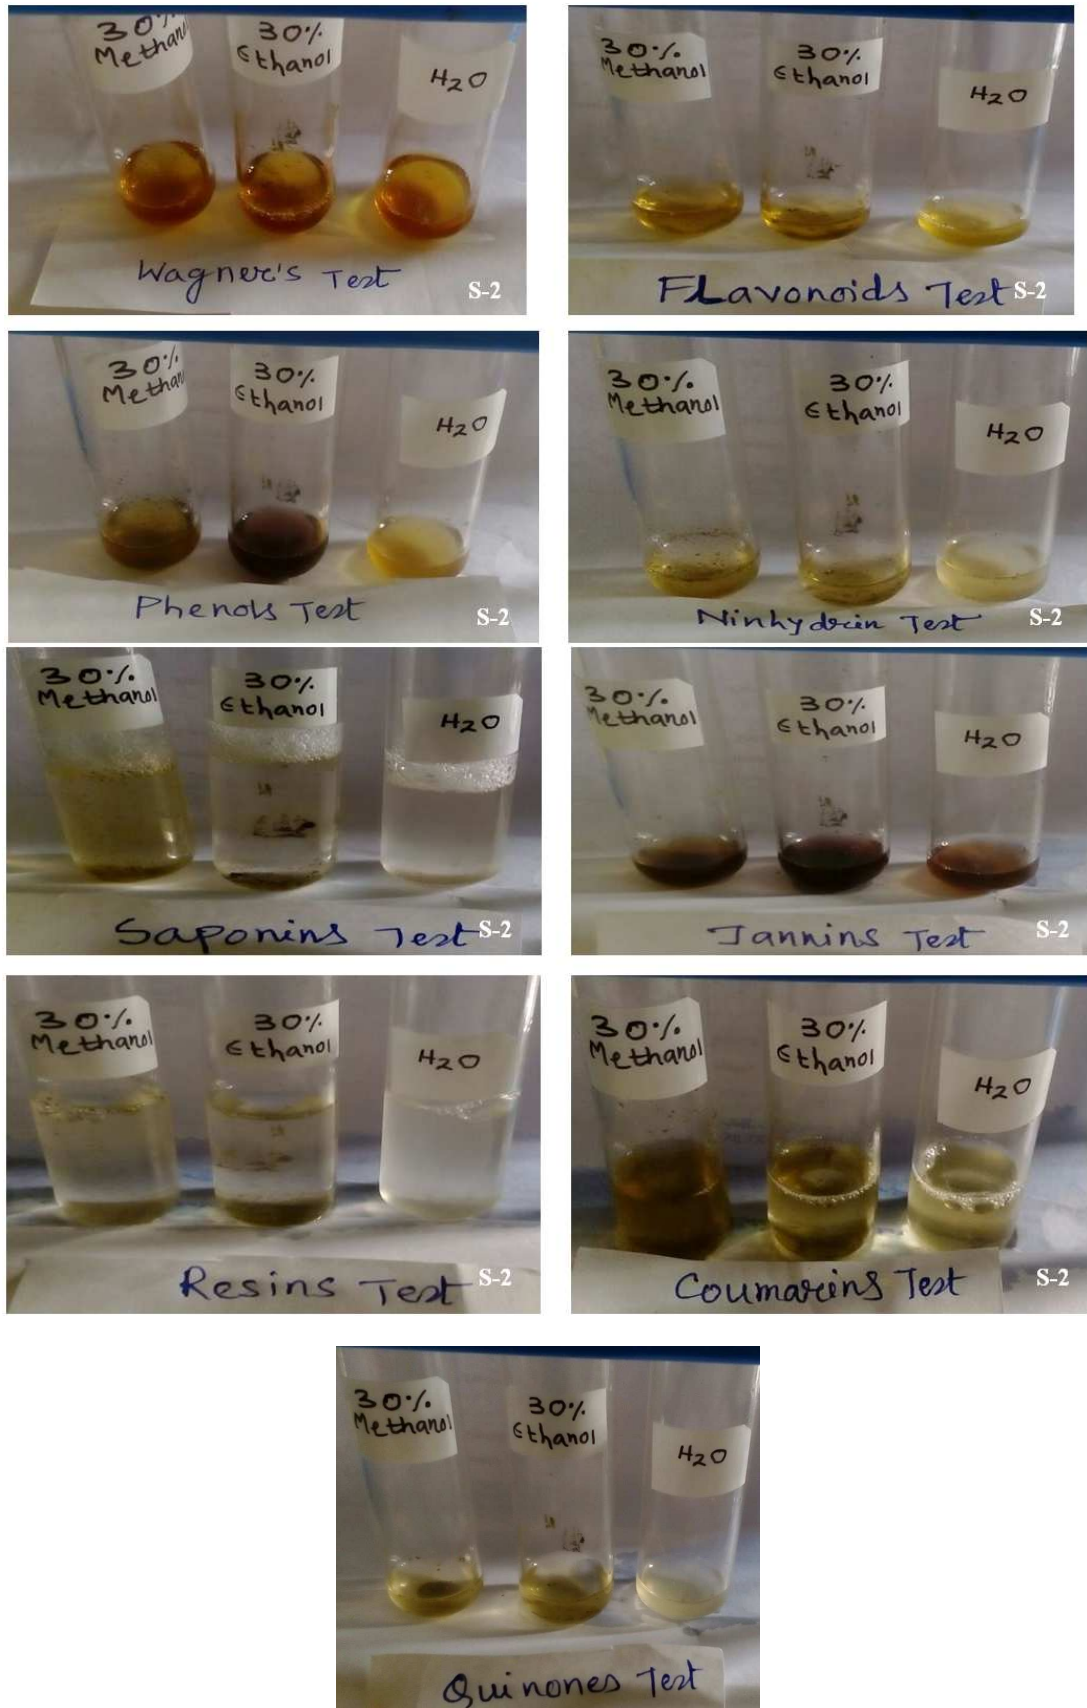 30%
Methanol
30%
Ethanol
H2O
Wagner's Test
S-2
30%
Methanol
30%
Ethanol
H2O
FLavonoids Test
S-2
30%
Methanol
30%
Ethanol
H2O
Phenols Test
S-2
30%
Methanol
30%
Ethanol
H2O
Ninhydrin Test
S-2
30%
Methanol
30%
Ethanol
H2O
Saponins Test
S-2
30%
Methanol
30%
Ethanol
H2O
Tannins Test
S-2
30%
Methanol
30%
Ethanol
H2O
Resins Test
S-2
30%
Methanol
30%
Ethanol
H2O
Coumarins Test
S-2
30%
Methanol
30%
Ethanol
H2O
Quinones Test